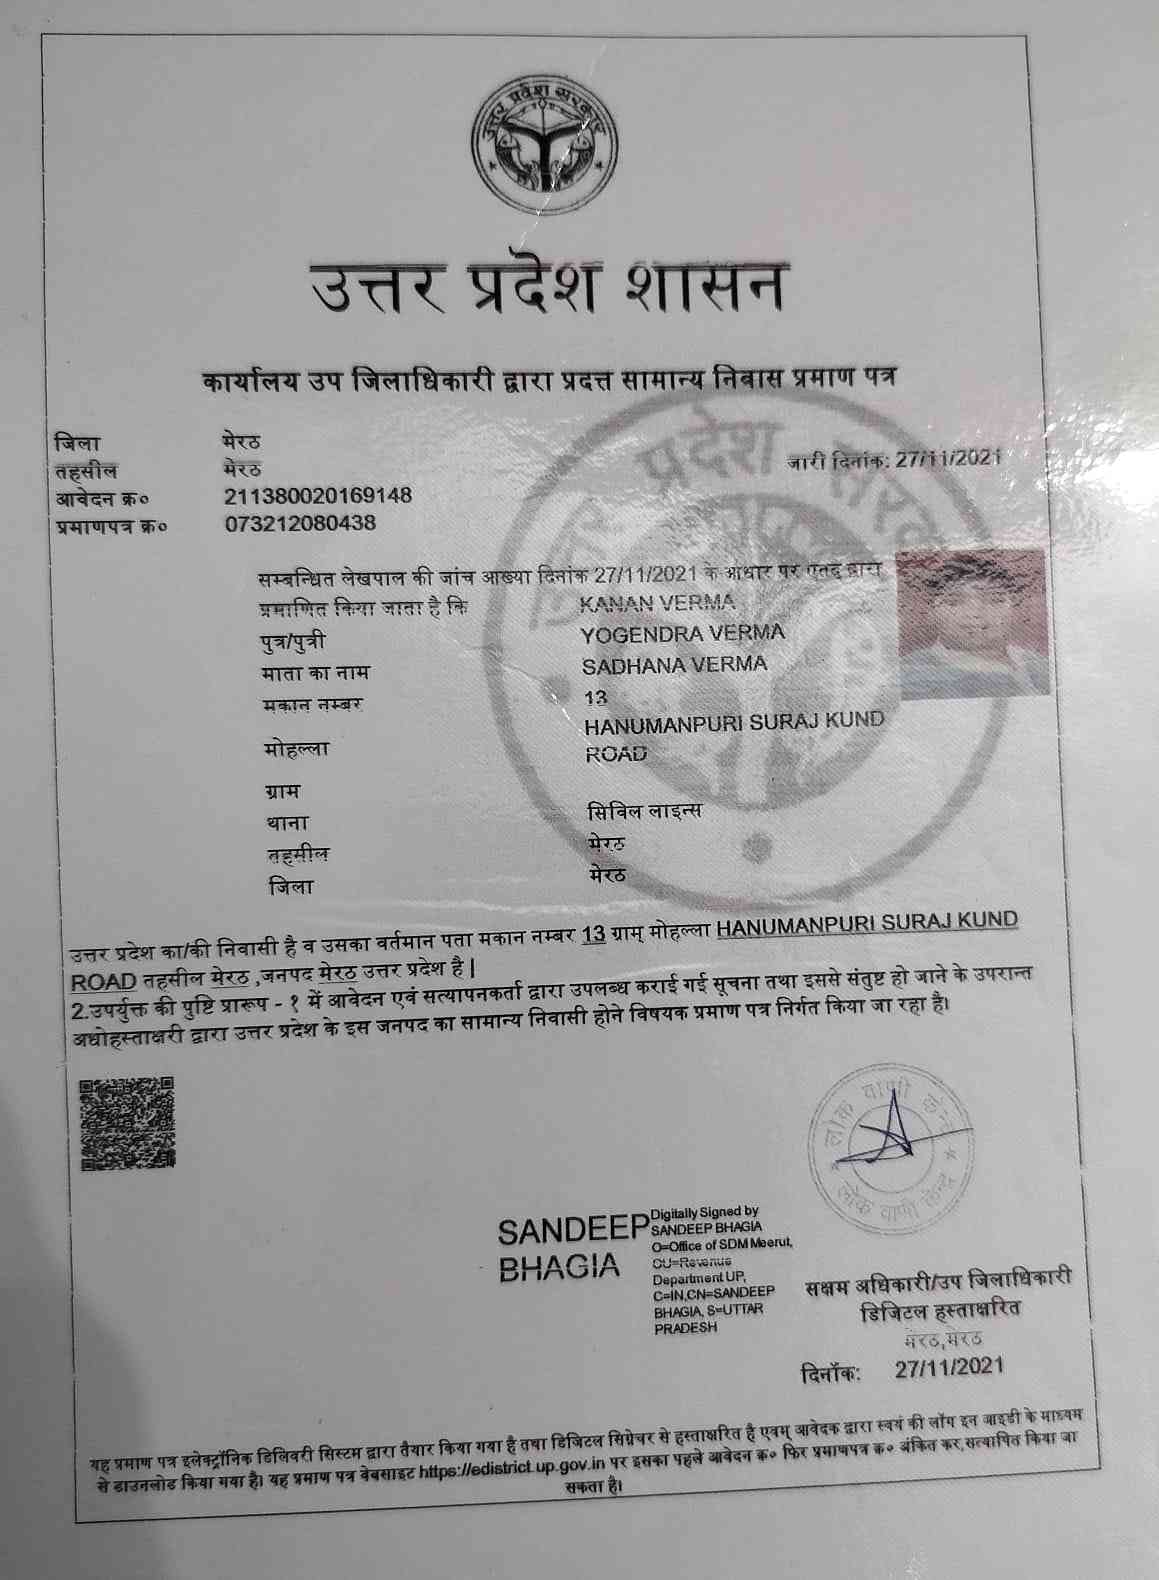 उत्तर प्रदेश सरकार
उत्तर प्रदेश शासन
कार्यालय उप जिलाधिकारी द्वारा प्रदत्त सामान्य निवास प्रमाण पत्र
जिला मेरठ
तहसील मेरठ जारी दिनांक: 27/11/2021
आवेदन क्र० 211380020169148
प्रमाणपत्र क्र० 073212080438
सम्बन्धित लेखपाल की जांच आख्या दिनांक 27/11/2021 के आधार पर एतद द्वारा
प्रमाणित किया जाता है कि KANAN VERMA
पुत्र/पुत्री YOGENDRA VERMA
माता का नाम SADHANA VERMA
मकान नम्बर 13
मोहल्ला HANUMANPURI SURAJ KUND
ROAD
ग्राम
थाना सिविल लाइन्स
तहसील मेरठ
जिला मेरठ
उत्तर प्रदेश का/की निवासी है व उसका वर्तमान पता मकान नम्बर 13 ग्राम् मोहल्ला HANUMANPURI SURAJ KUND
ROAD तहसील मेरठ ,जनपद मेरठ उत्तर प्रदेश है |
2.उपर्युक्त की पुष्टि प्रारूप - १ में आवेदन एवं सत्यापनकर्ता द्वारा उपलब्ध कराई गई सूचना तथा इससे संतुष्ट हो जाने के उपरान्त
अधोहस्ताक्षरी द्वारा उत्तर प्रदेश के इस जनपद का सामान्य निवासी होने विषयक प्रमाण पत्र निर्गत किया जा रहा है।
लोक वाणी केन्द्र
लोक वाणी केन्द्र
SANDEEP
BHAGIA
Digitally Signed by
SANDEEP BHAGIA
O=Office of SDM Meerut,
OU=Revenue
Department UP,
C=IN,CN=SANDEEP
BHAGIA, S=UTTAR
PRADESH
सक्षम अधिकारी/उप जिलाधिकारी
डिजिटल हस्ताक्षरित
मेरठ,मेरठ
दिनाँक: 27/11/2021
यह प्रमाण पत्र इलेक्ट्रॉनिक डिलिवरी सिस्टम द्वारा तैयार किया गया है तथा डिजिटल सिग्नेचर से हस्ताक्षरित है एवम् आवेदक द्वारा स्वयं की लॉग इन आइडी के माध्यम
से डाउनलोड किया गया है। यह प्रमाण पत्र वेबसाइट https://edistrict.up.gov.in पर इसका पहले आवेदन क्र० फिर प्रमाणपत्र क्र० अंकित कर,सत्यापित किया जा
सकता है।